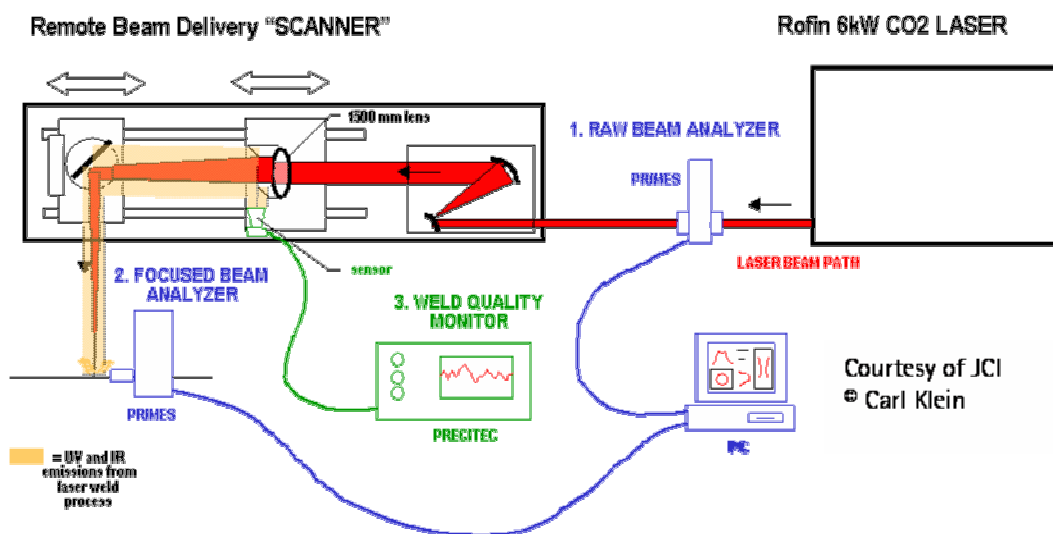 Remote Beam Delivery "SCANNER"
Rofin 6kW CO2 LASER
1500 mm lens
1. RAW BEAM ANALYZER
PRIMES
LASER BEAM PATH
sensor
2. FOCUSED BEAM
ANALYZER
3. WELD QUALITY
MONITOR
PRIMES
PRECITEC
PC
Courtesy of JCI
© Carl Klein
= UV and IR
emissions from
laser weld
process